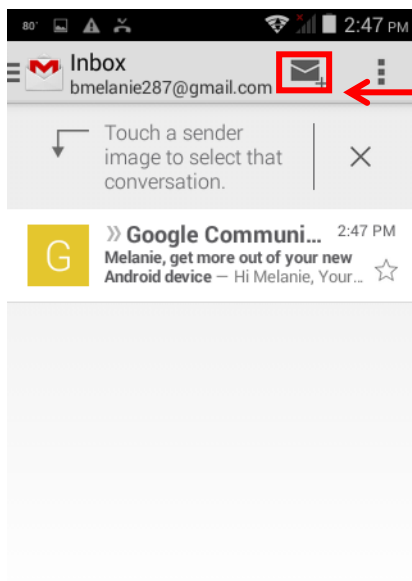 80° 2:47 PM
Inbox
bmelanie287@gmail.com
Touch a sender
image to select that
conversation.
G
Google Communi... 2:47 PM
Melanie, get more out of your new
Android device – Hi Melanie, Your...